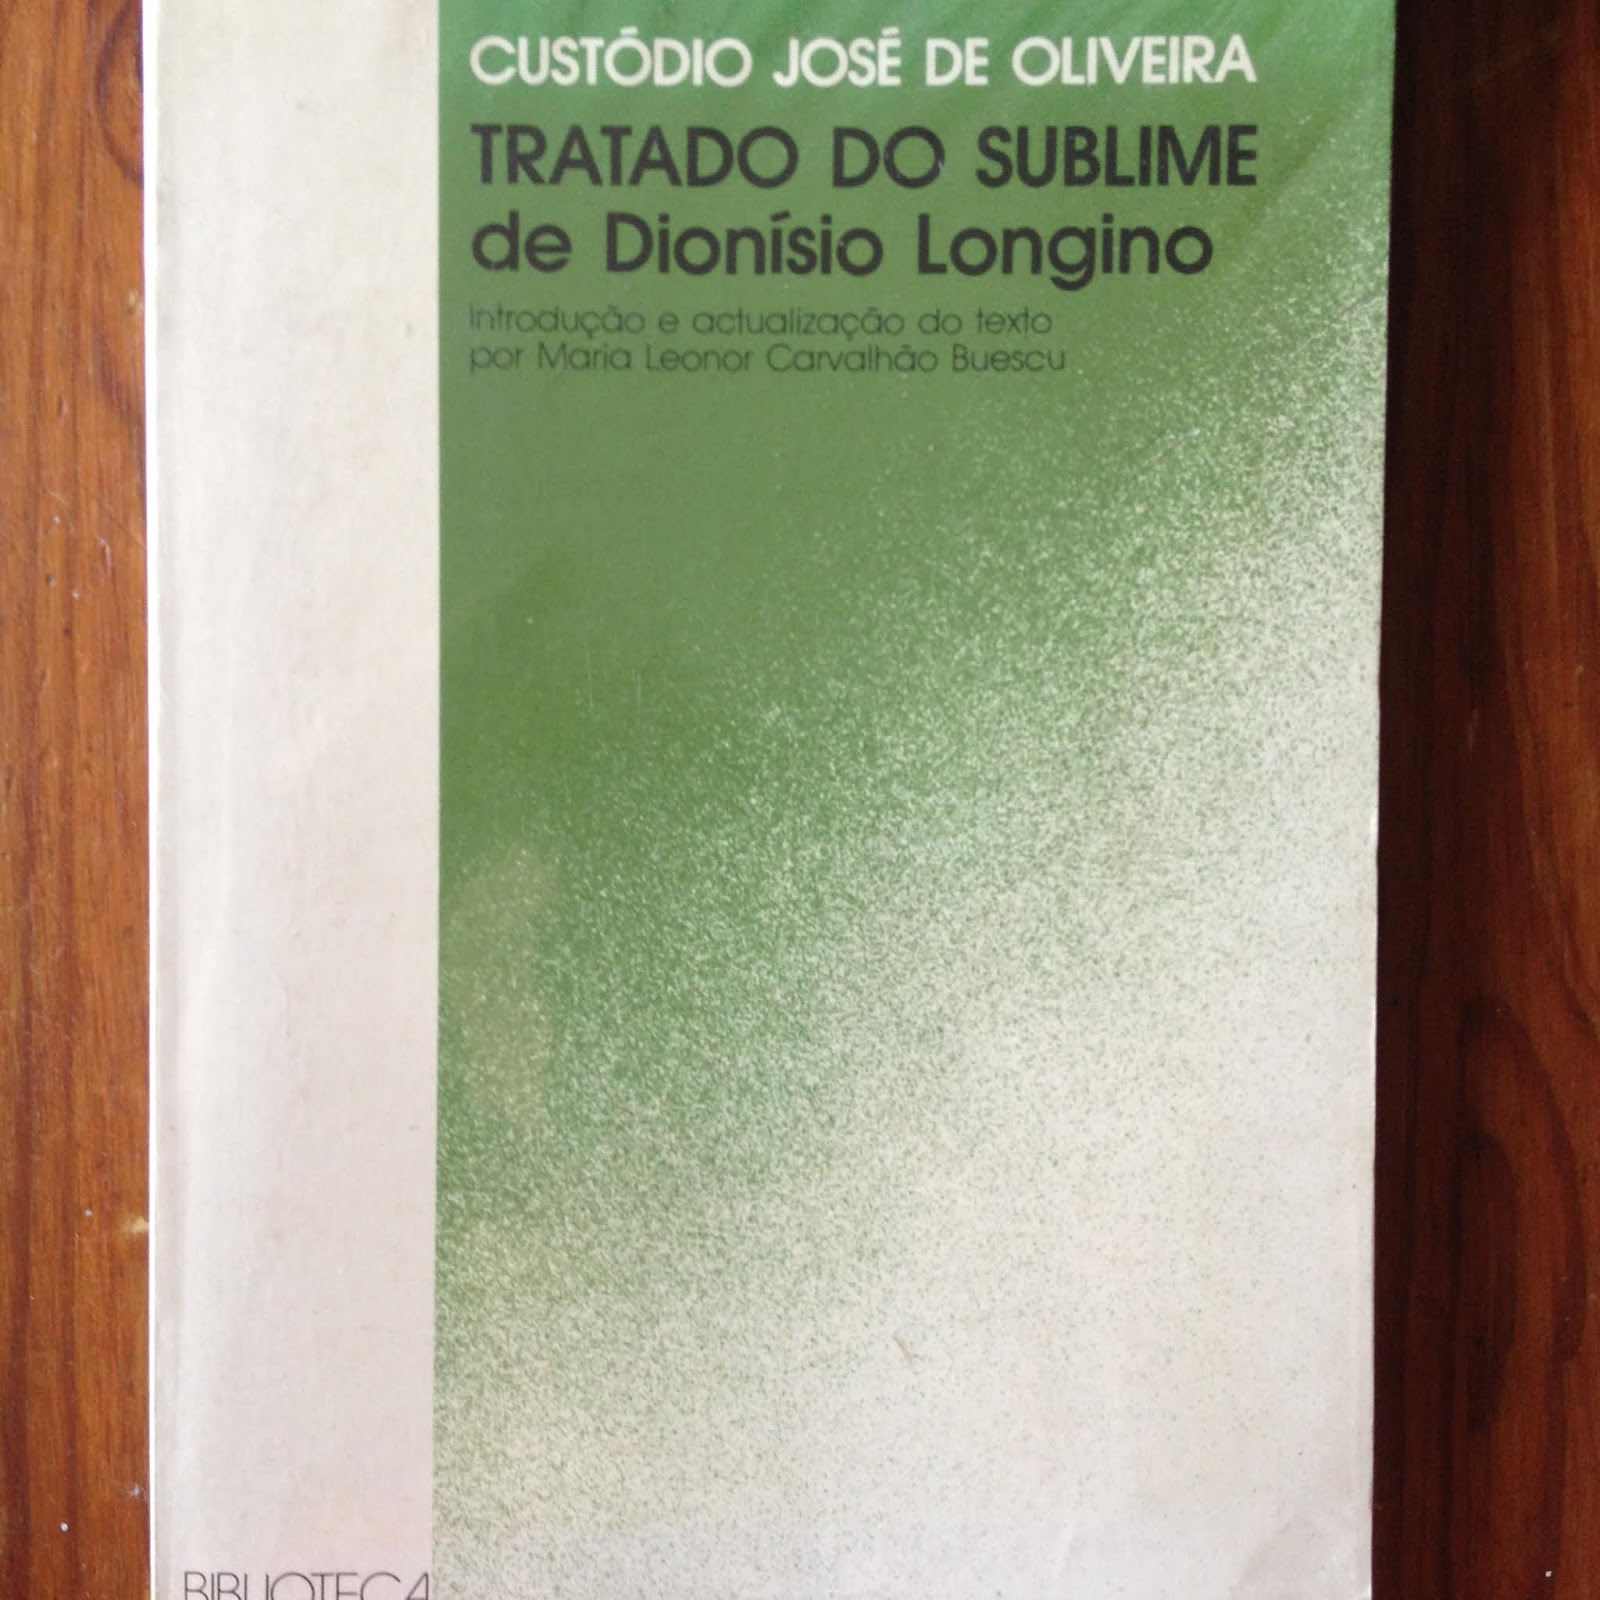 CUSTÓDIO JOSÉ DE OLIVEIRA
TRATADO DO SUBLIME
de Dionísio Longino
Introdução e actualização do texto
por Maria Leonor Carvalhão Buescu
BIBLIOTECA